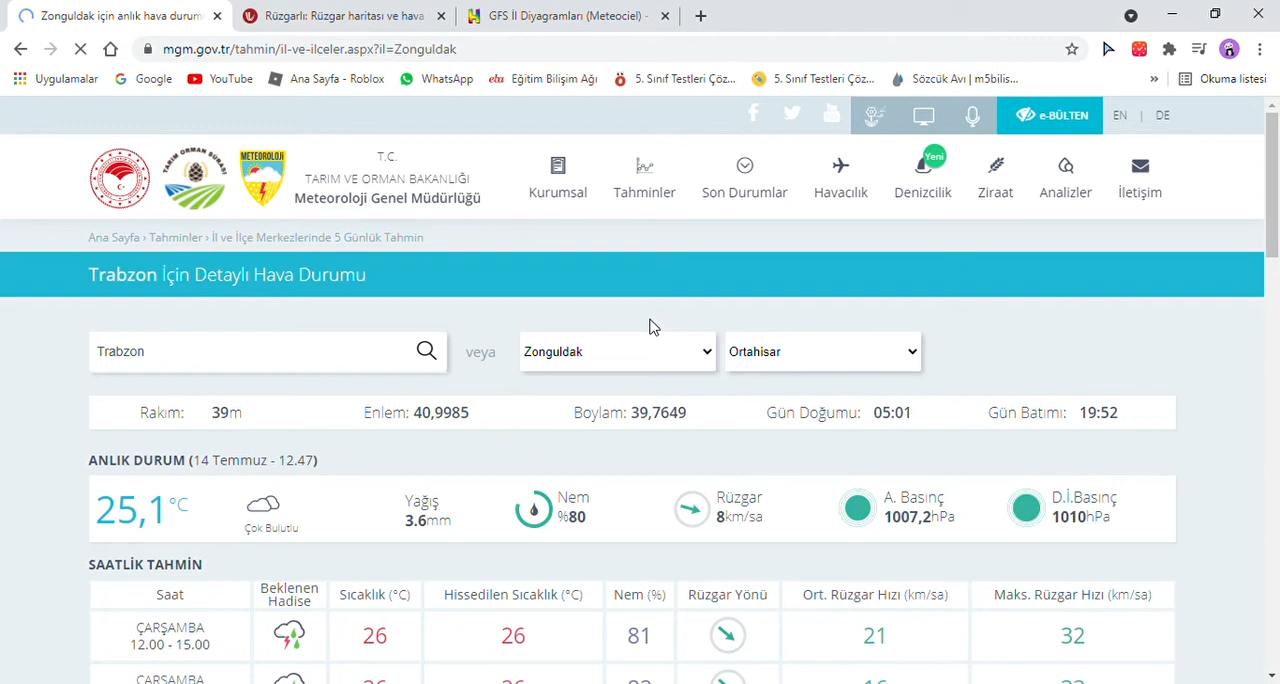 Zonguldak için anlık hava durum
Rüzgarlı: Rüzgar haritası ve hava
GFS İl Diyagramları (Meteociel) -
mgm.gov.tr/tahmin/il-ve-ilceler.aspx?il=Zonguldak
Uygulamalar
Google
YouTube
Ana Sayfa - Roblox
WhatsApp
eba Eğitim Bilişim Ağı
5. Sınıf Testleri Çöz...
5. Sınıf Testleri Çöz...
Sözcük Avı | m5bilis...
»
Okuma listesi
e-BÜLTEN
EN | DE
TARIM ORMAN ŞURASI
METEOROLOJİ
T.C.
TARIM VE ORMAN BAKANLIĞI
Meteoroloji Genel Müdürlüğü
Kurumsal
Tahminler
Son Durumlar
Havacılık
Yeni
Denizcilik
Ziraat
Analizler
İletişim
Ana Sayfa › Tahminler › İl ve İlçe Merkezlerinde 5 Günlük Tahmin
Trabzon İçin Detaylı Hava Durumu
Trabzon
veya
Zonguldak
Ortahisar
Rakım: 39m
Enlem: 40,9985
Boylam: 39,7649
Gün Doğumu: 05:01
Gün Batımı: 19:52
ANLIK DURUM (14 Temmuz - 12.47)
25,1°C
Çok Bulutlu
Yağış
3.6mm
Nem
%80
Rüzgar
8km/sa
A. Basınç
1007,2hPa
D.İ.Basınç
1010hPa
SAATLİK TAHMİN
Saat
Beklenen
Hadise
Sıcaklık (°C)
Hissedilen Sıcaklık (°C)
Nem (%)
Rüzgar Yönü
Ort. Rüzgar Hızı (km/sa)
Maks. Rüzgar Hızı (km/sa)
ÇARŞAMBA
12.00 - 15.00
26
26
81
21
32
ÇARŞAMBA